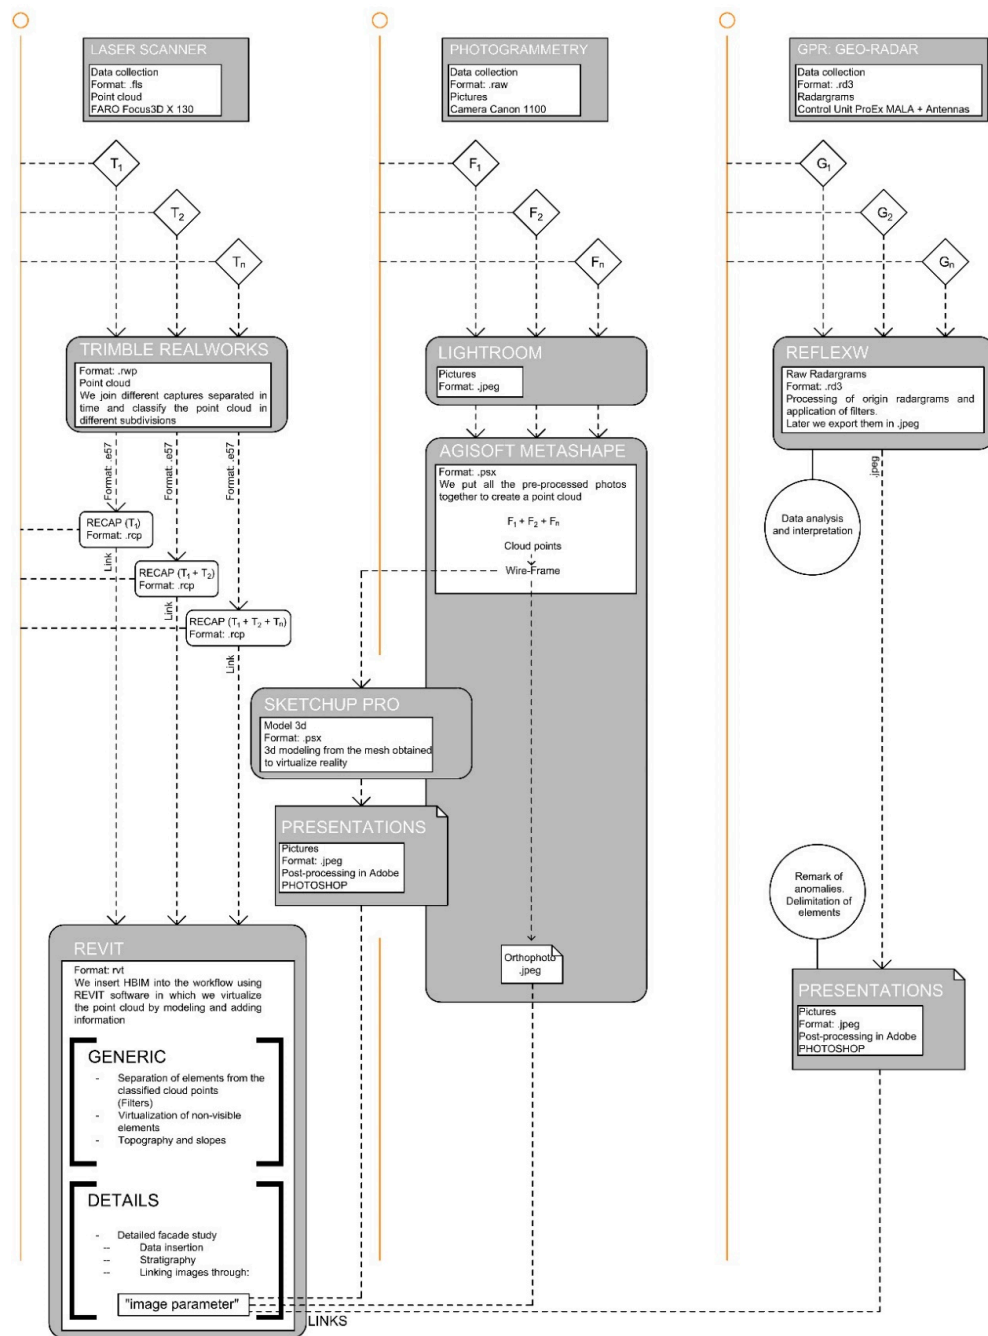 LASER SCANNER
Data collection
Format: .fls
Point cloud
FARO Focus3D X 130
PHOTOGRAMMETRY
Data collection
Format: .raw
Pictures
Camera Canon 1100
GPR: GEO-RADAR
Data collection
Format: .rd3
Radargrams
Control Unit ProEx MALA + Antennas
T1
T2
Tn
F1
F2
Fn
G1
G2
Gn
TRIMBLE REALWORKS
Format: .rwp
Point cloud
We join different captures separated in
time and classify the point cloud in
different subdivisions
LIGHTROOM
Pictures
Format: .jpeg
REFLEXW
Raw Radargrams
Format: .rd3
Processing of origin radargrams and
application of filters.
Later we export them in .jpeg
Format: .e57
Format: .e57
Format: .e57
.jpeg
AGISOFT METASHAPE
Format: .psx
We put all the pre-processed photos
together to create a point cloud
F1 + F2 + Fn
Cloud points
Wire-Frame
Data analysis
and interpretation
RECAP (T1)
Format: .rcp
Link
RECAP (T1 + T2)
Format: .rcp
Link
RECAP (T1 + T2 + Tn)
Format: .rcp
Link
SKETCHUP PRO
Model 3d
Format: .psx
3d modeling from the mesh obtained
to virtualize reality
PRESENTATIONS
Pictures
Format: .jpeg
Post-processing in Adobe
PHOTOSHOP
Orthophoto
.jpeg
Remark of
anomalies.
Delimitation of
elements
PRESENTATIONS
Pictures
Format: .jpeg
Post-processing in Adobe
PHOTOSHOP
REVIT
Format: rvt
We insert HBIM into the workflow using
REVIT software in which we virtualize
the point cloud by modeling and adding
information
GENERIC
- Separation of elements from the
classified cloud points
(Filters)
- Virtualization of non-visible
elements
- Topography and slopes
DETAILS
- Detailed facade study
-- Data insertion
-- Stratigraphy
-- Linking images through:
"image parameter"
LINKS